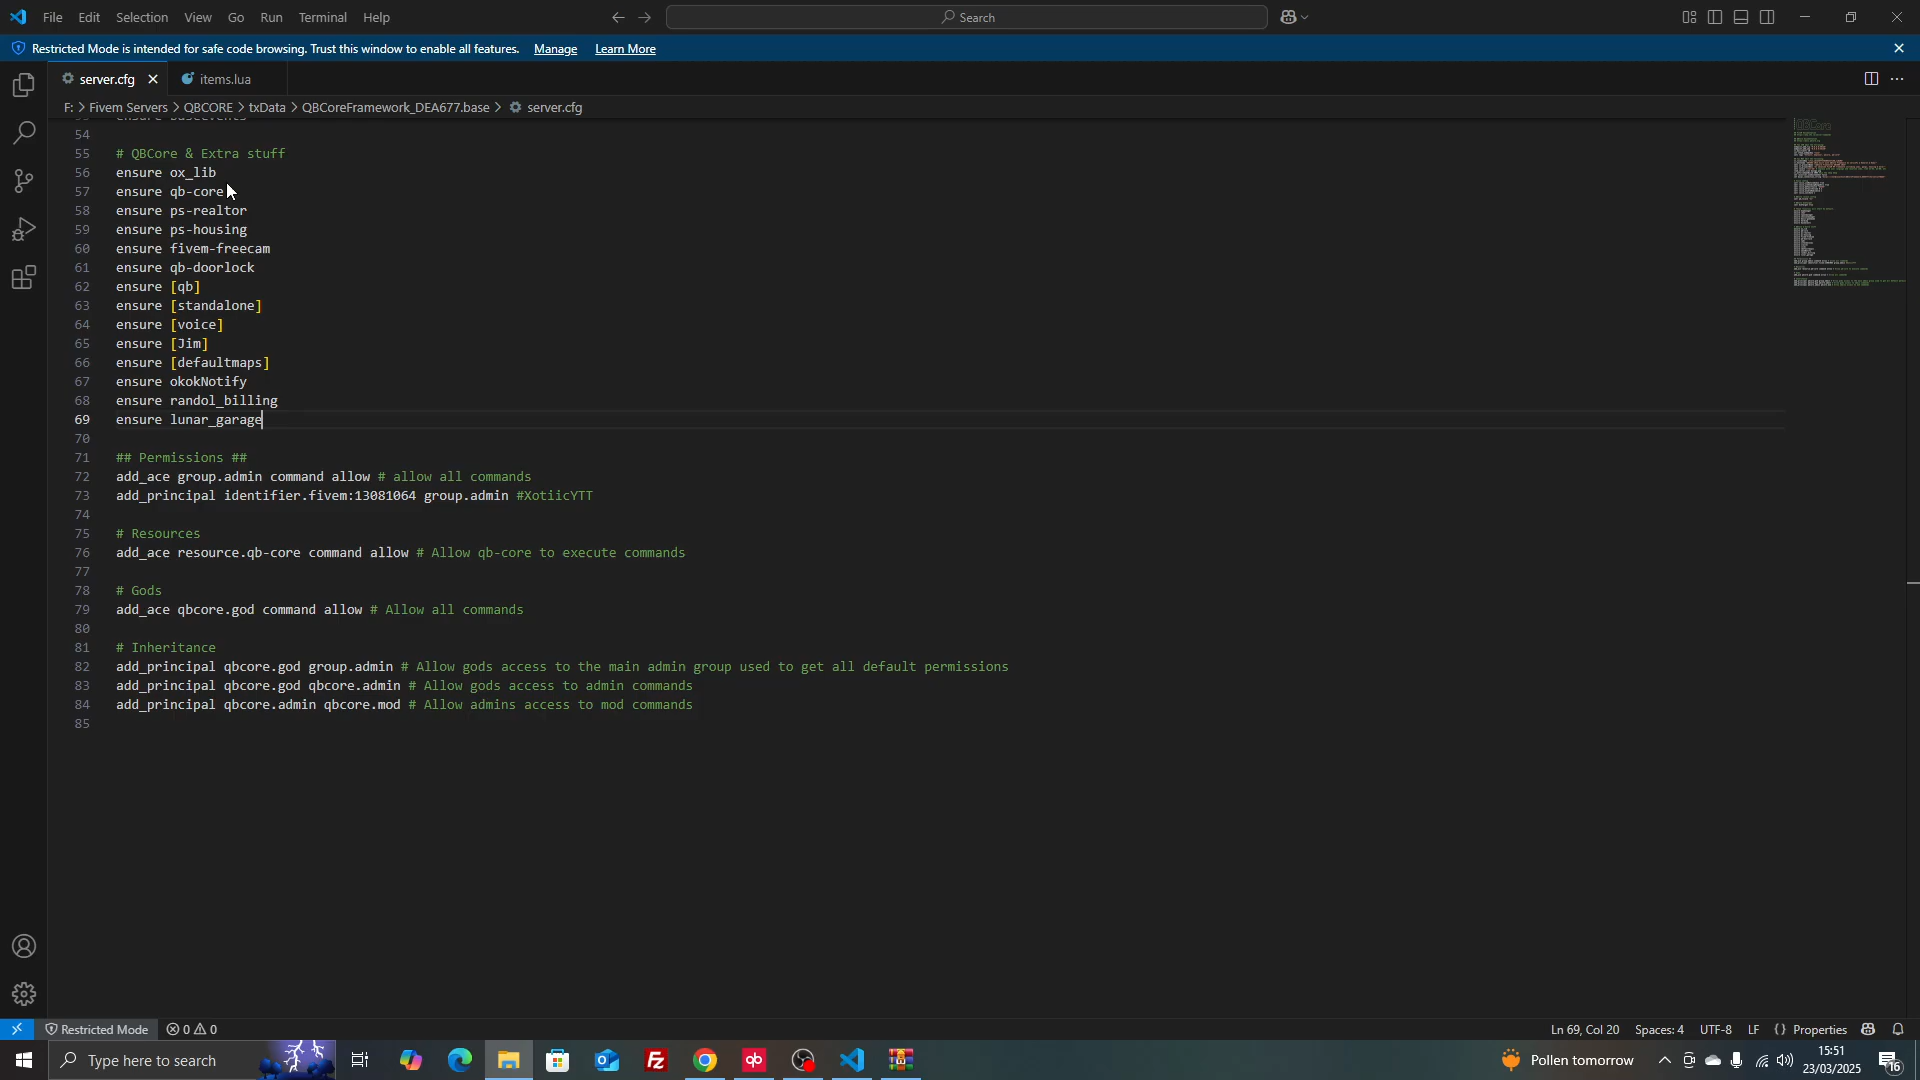 File Edit Selection View Go Run Terminal Help
Search
Restricted Mode is intended for safe code browsing. Trust this window to enable all features. Manage Learn More
server.cfg items.lua
F: > Fivem Servers > QBCORE > txData > QBCoreFramework_DEA677.base > server.cfg
54
55 # QBCore & Extra stuff
56 ensure ox_lib
57 ensure qb-core
58 ensure ps-realtor
59 ensure ps-housing
60 ensure fivem-freecam
61 ensure qb-doorlock
62 ensure [qb]
63 ensure [standalone]
64 ensure [voice]
65 ensure [Jim]
66 ensure [defaultmaps]
67 ensure okokNotify
68 ensure randol_billing
69 ensure lunar_garage
70
71 ## Permissions ##
72 add_ace group.admin command allow # allow all commands
73 add_principal identifier.fivem:13081064 group.admin #XotiicYTT
74
75 # Resources
76 add_ace resource.qb-core command allow # Allow qb-core to execute commands
77
78 # Gods
79 add_ace qbcore.god command allow # Allow all commands
80
81 # Inheritance
82 add_principal qbcore.god group.admin # Allow gods access to the main admin group used to get all default permissions
83 add_principal qbcore.god qbcore.admin # Allow gods access to admin commands
84 add_principal qbcore.admin qbcore.mod # Allow admins access to mod commands
85
Restricted Mode 0 0 Ln 69, Col 20 Spaces: 4 UTF-8 LF {} Properties
Type here to search Pollen tomorrow 15:51
23/03/2025 16